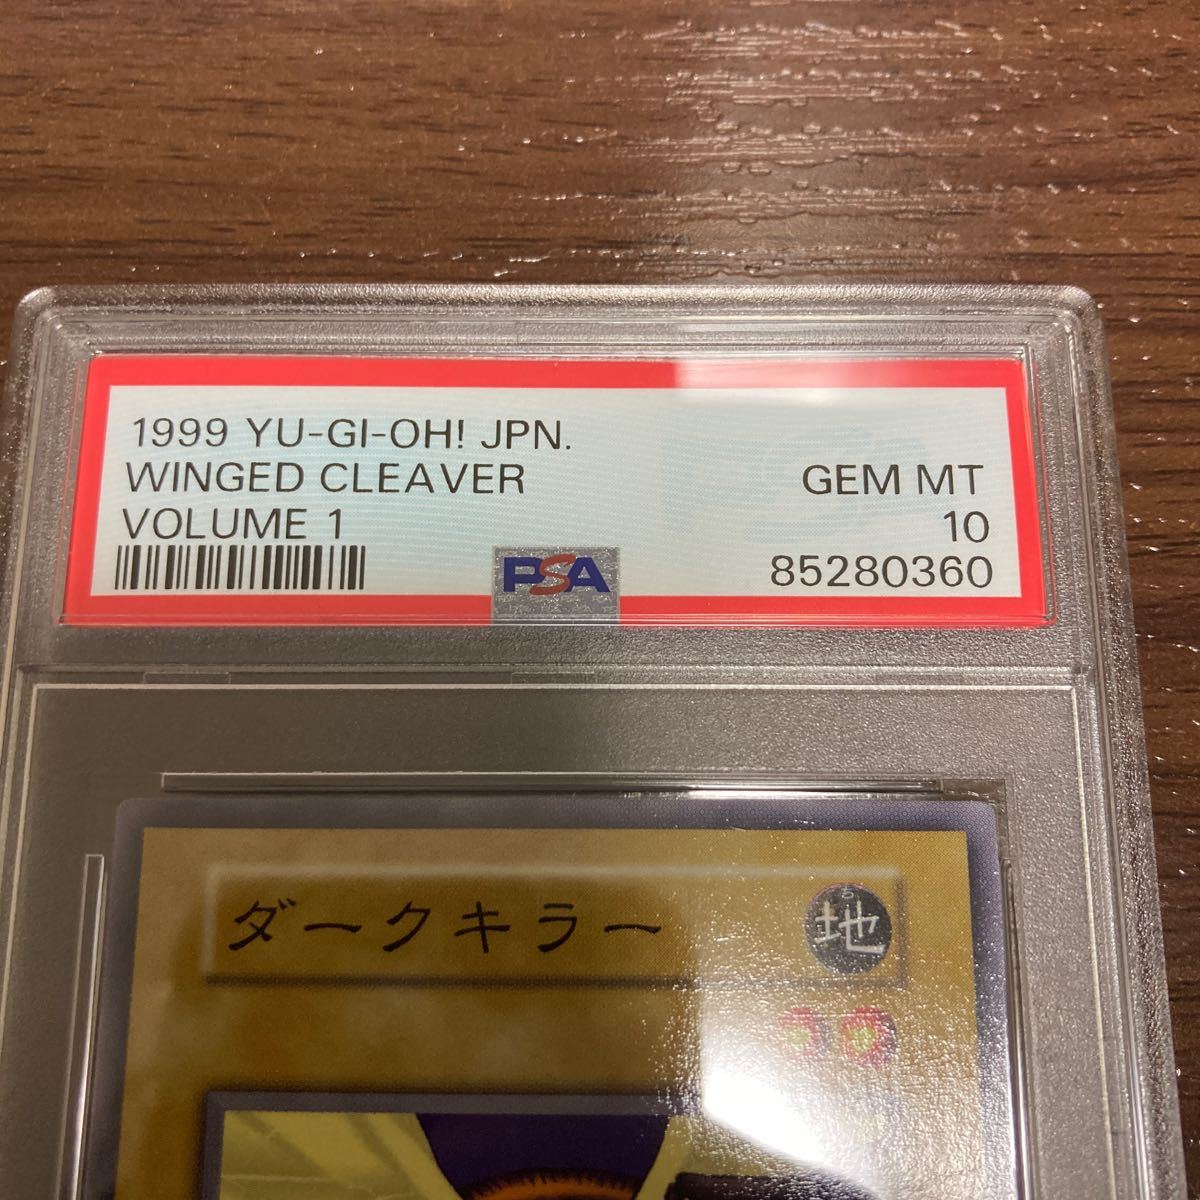 1999 YU-GI-OH! JPN.
WINGED CLEAVER
VOLUME 1
GEM MT
10
85280360
PSA
ダークキラー
地